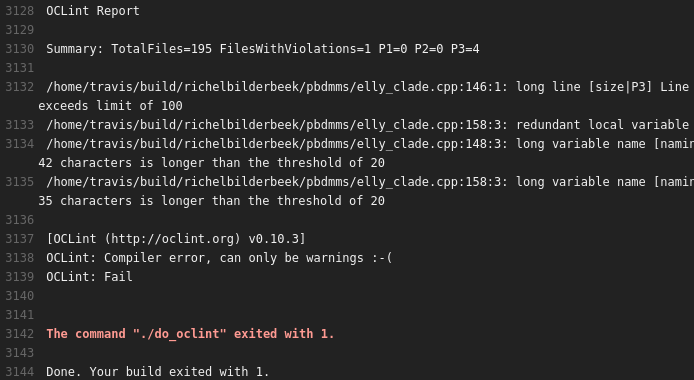 3128 OCLint Report
3129
3130 Summary: TotalFiles=195 FilesWithViolations=1 P1=0 P2=0 P3=4
3131
3132 /home/travis/build/richelbilderbeek/pbdmms/elly_clade.cpp:146:1: long line [size|P3] Line
exceeds limit of 100
3133 /home/travis/build/richelbilderbeek/pbdmms/elly_clade.cpp:158:3: redundant local variable
3134 /home/travis/build/richelbilderbeek/pbdmms/elly_clade.cpp:148:3: long variable name [namin
42 characters is longer than the threshold of 20
3135 /home/travis/build/richelbilderbeek/pbdmms/elly_clade.cpp:158:3: long variable name [namin
35 characters is longer than the threshold of 20
3136
3137 [OCLint (http://oclint.org) v0.10.3]
3138 OCLint: Compiler error, can only be warnings :-(
3139 OCLint: Fail
3140
3141
3142 The command "./do_oclint" exited with 1.
3143
3144 Done. Your build exited with 1.